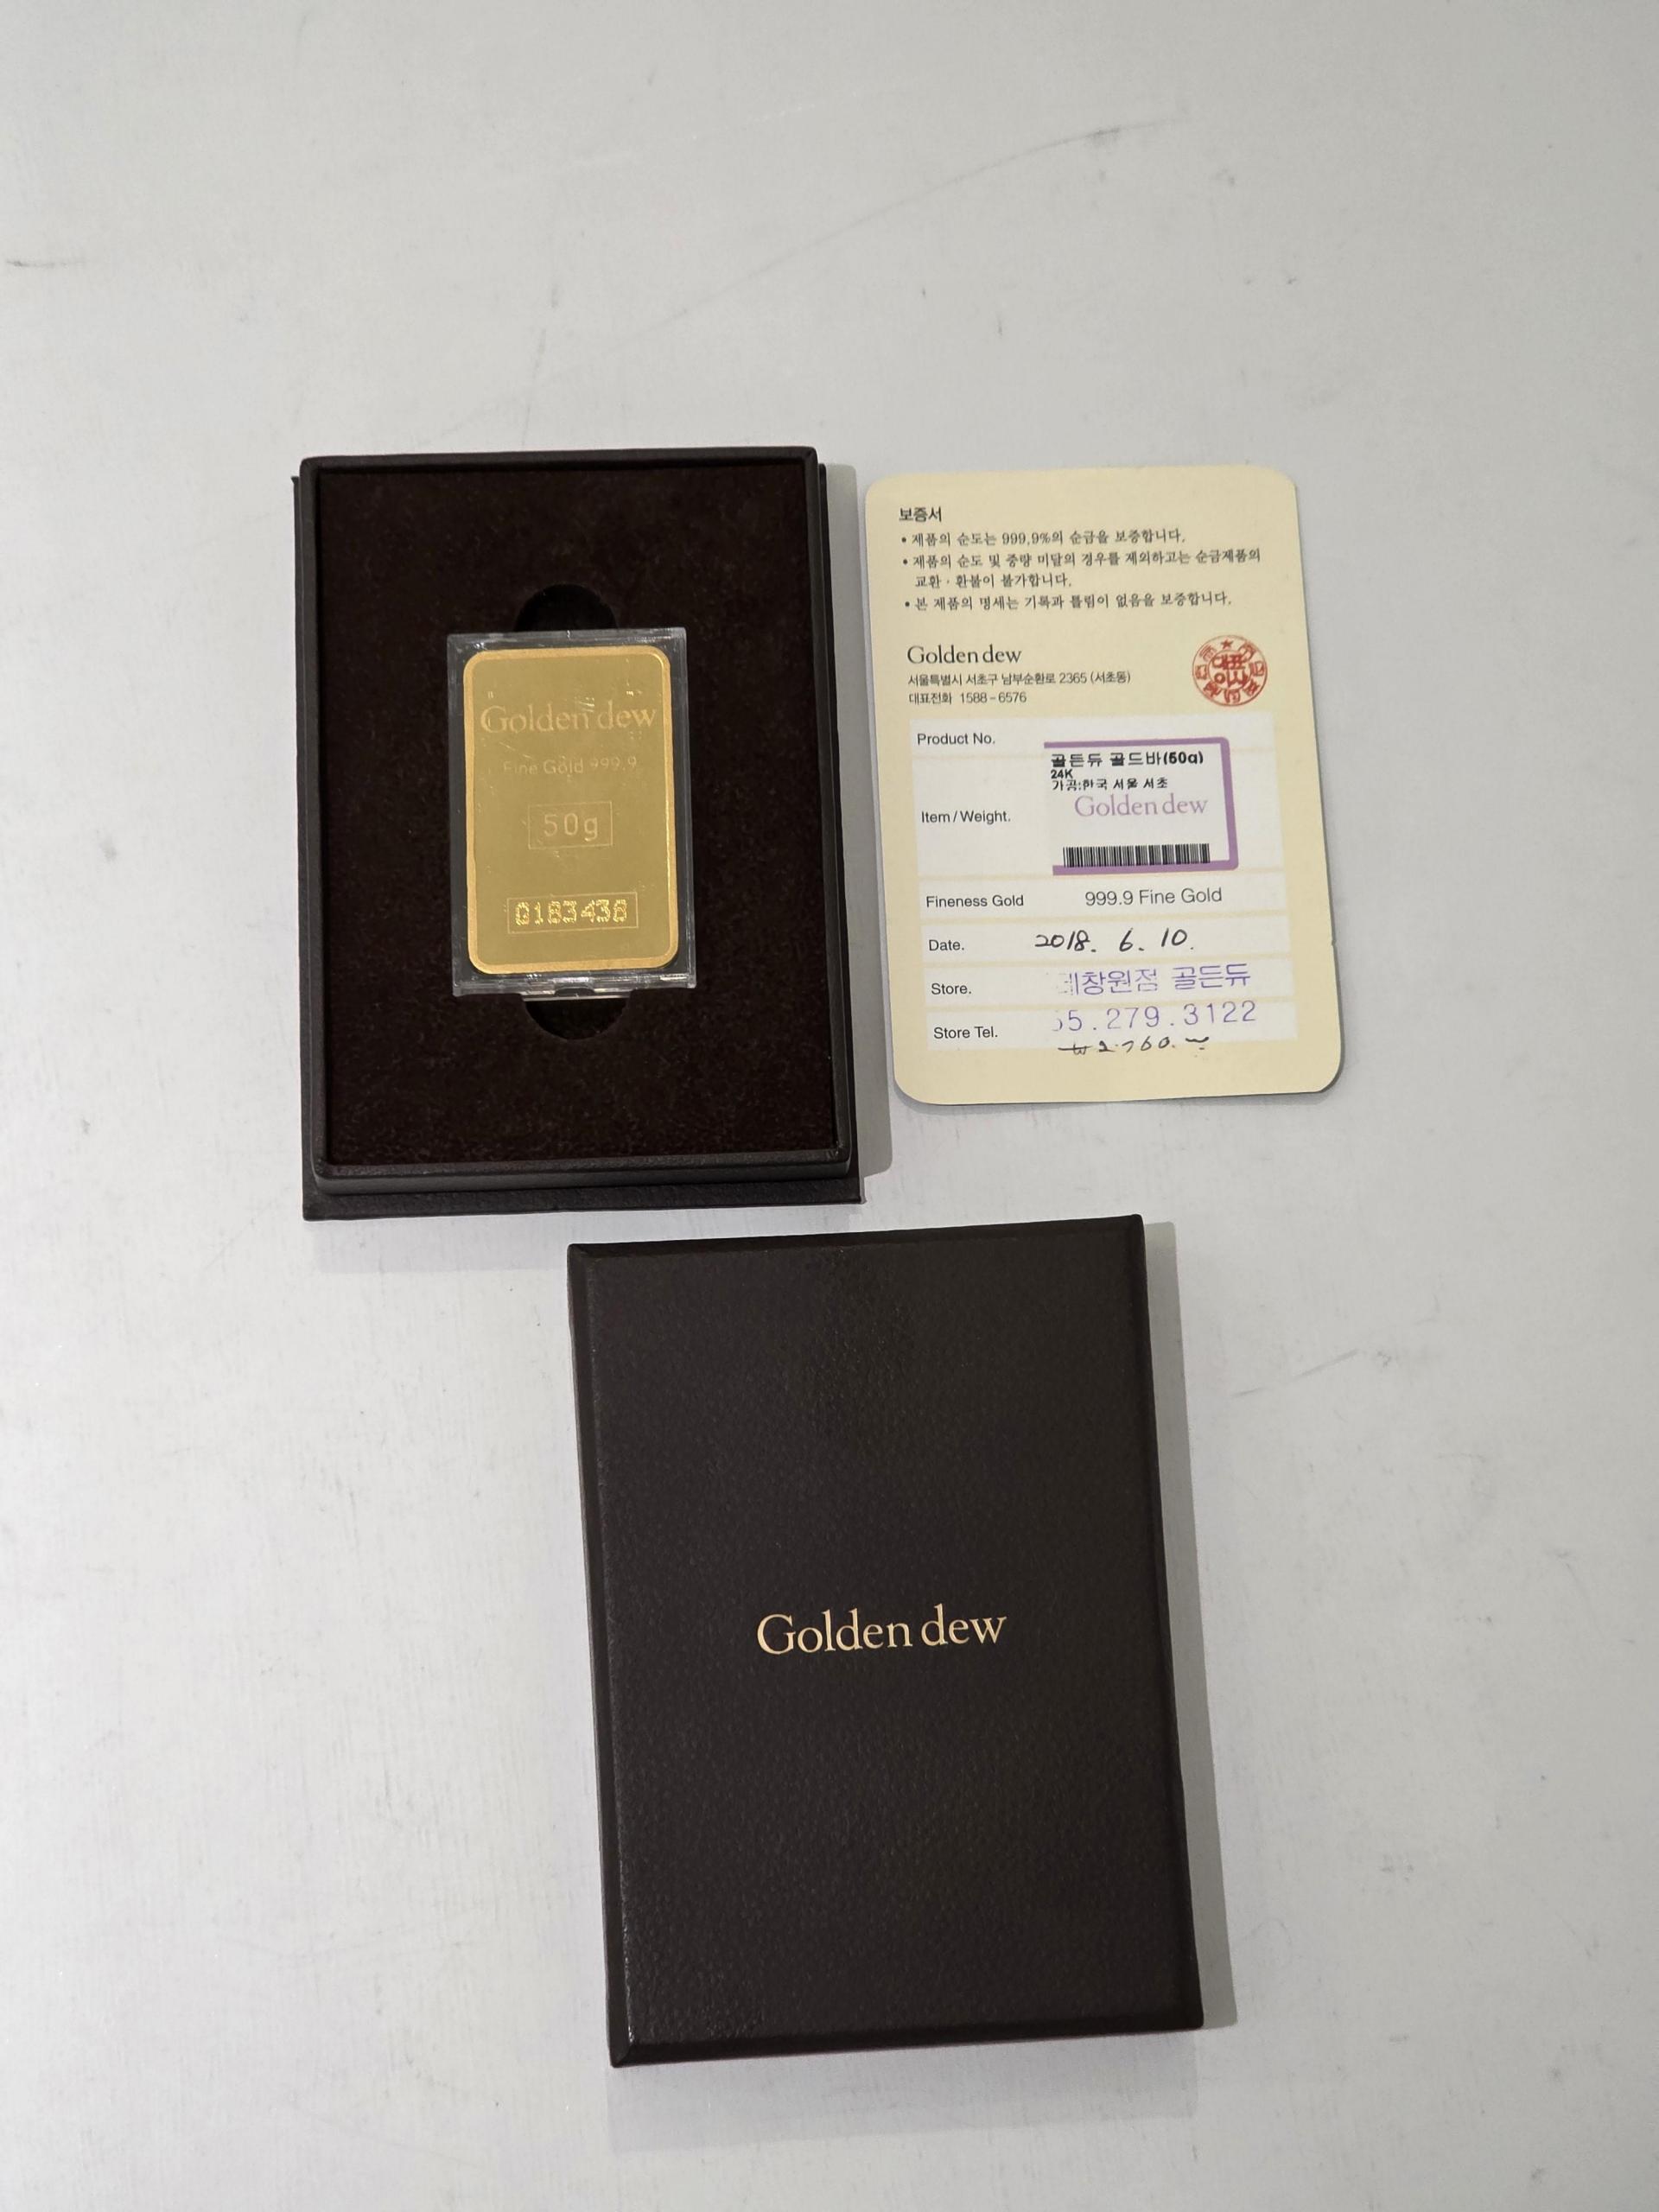 Golden dew
Fine Gold 999.9
50g
0183438
보증서
• 제품의 순도는 999.9%의 순금을 보증합니다.
• 제품의 순도 및 중량 미달의 경우를 제외하고는 순금제품의
교환 · 환불이 불가합니다.
• 본 제품의 명세는 기록과 틀림이 없음을 보증합니다.
Golden dew
서울특별시 서초구 남부순환로 2365 (서초동)
대표전화 1588-6576
Product No.
골든듀 골드바(50g)
24K
가공:한국 서울 서초
Golden dew
Item / Weight.
Fineness Gold 999.9 Fine Gold
Date. 2018. 6. 10.
Store. 창원점 골든듀
Store Tel. 5.279.3122
Golden dew